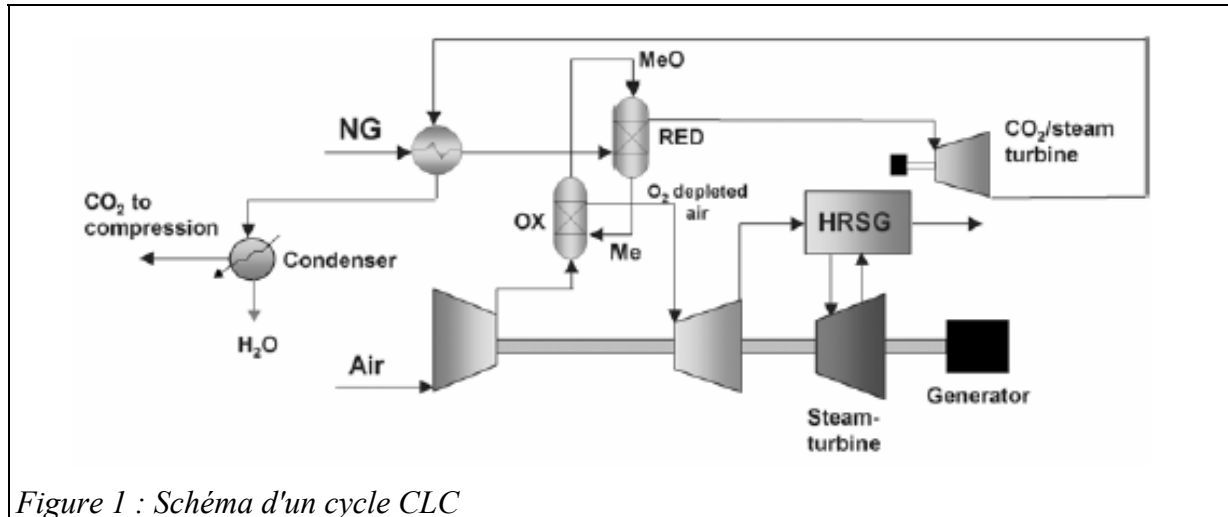 MeO
NG
RED
CO₂/steam
turbine
O₂ depleted
air
CO₂ to
compression
OX
HRSG
Me
Condenser
H₂O
Air
Generator
Steam-
turbine
Figure 1 : Schéma d'un cycle CLC